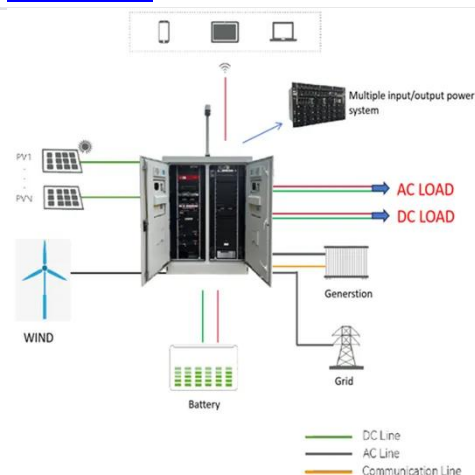 Multiple input/output power
system
PV1
PVN
AC LOAD
DC LOAD
WIND
Generstion
Battery
Grid
DC Line
AC Line
Communication Line